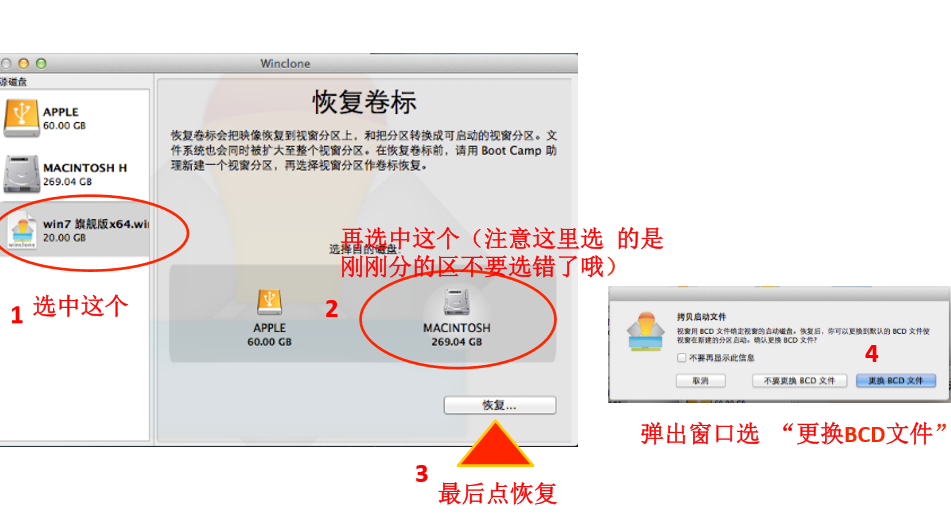 Winclone
源磁盘
APPLE
60.00 GB
MACINTOSH H
269.04 GB
win7 旗舰版x64.wi
20.00 GB
winclone
1 选中这个
恢复卷标
恢复卷标会把映像恢复到视窗分区上，和把分区转换成可启动的视窗分区。文
件系统也会同时被扩大至整个视窗分区。在恢复卷标前，请用 Boot Camp 助
理新建一个视窗分区，再选择视窗分区作卷标恢复。
再选中这个（注意这里选 的是
刚刚分的区不要选错了哦）
选择目的磁盘:
2
APPLE
60.00 GB
MACINTOSH
269.04 GB
恢复...
3
最后点恢复
拷贝启动文件
视窗用 BCD 文件确定视窗的启动磁盘。恢复后，你可以更换到默认的 BCD 文件使
视窗在新建的分区启动。确认更换 BCD 文件?
4
不要再显示此信息
取消
不要更换 BCD 文件
更换 BCD 文件
弹出窗口选 “更换BCD文件”